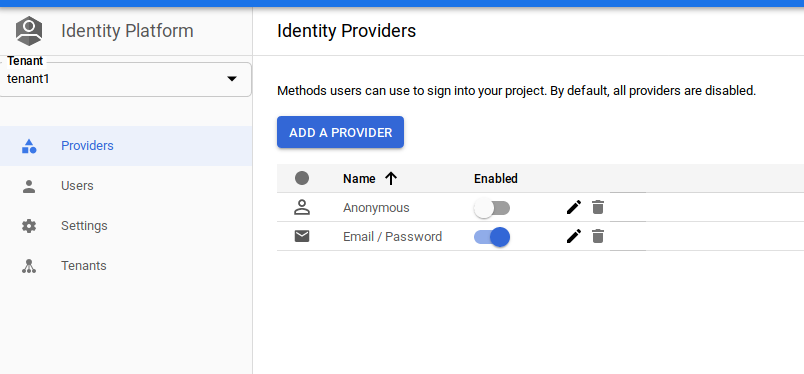 Identity Platform
Identity Providers
Tenant
tenant1
Methods users can use to sign into your project. By default, all providers are disabled.
ADD A PROVIDER
Providers
Users
Settings
Tenants
Name Enabled
Anonymous
Email / Password